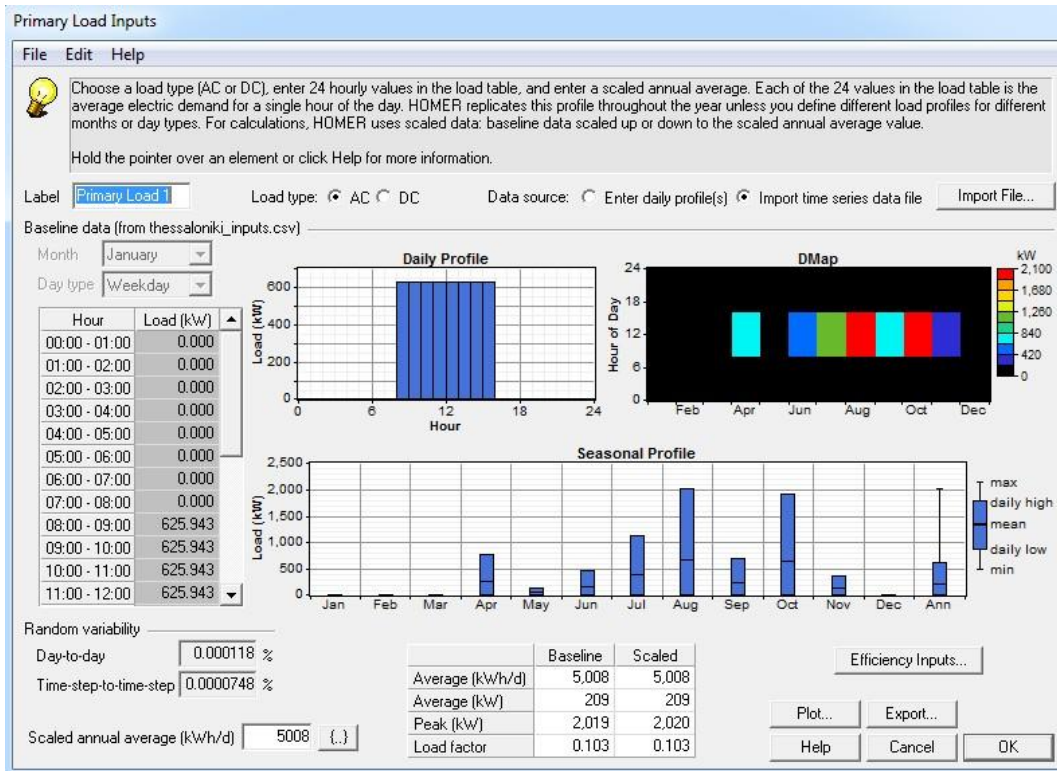 Primary Load Inputs
File Edit Help
Choose a load type (AC or DC), enter 24 hourly values in the load table, and enter a scaled annual average. Each of the 24 values in the load table is the
average electric demand for a single hour of the day. HOMER replicates this profile throughout the year unless you define different load profiles for different
months or day types. For calculations, HOMER uses scaled data: baseline data scaled up or down to the scaled annual average value.
Hold the pointer over an element or click Help for more information.
Label Primary Load 1 Load type: AC DC Data source: Enter daily profile(s) Import time series data file Import File...
Baseline data (from thessaloniki_inputs.csv)
Month January
Day type Weekday
Hour Load (kW)
00:00 - 01:00 0.000
01:00 - 02:00 0.000
02:00 - 03:00 0.000
03:00 - 04:00 0.000
04:00 - 05:00 0.000
05:00 - 06:00 0.000
06:00 - 07:00 0.000
07:00 - 08:00 0.000
08:00 - 09:00 625.943
09:00 - 10:00 625.943
10:00 - 11:00 625.943
11:00 - 12:00 625.943
Daily Profile
Load (kW)
600
400
200
0
0 6 12 18 24
Hour
DMap
Hour of Day
24
18
12
6
0
Feb Apr Jun Aug Oct Dec
kW
2,100
1,680
1,260
840
420
0
Seasonal Profile
Load (kW)
2,500
2,000
1,500
1,000
500
0
Jan Feb Mar Apr May Jun Jul Aug Sep Oct Nov Dec Ann
max
daily high
mean
daily low
min
Random variability
Day-to-day 0.000118 %
Time-step-to-time-step 0.0000748 %
Scaled annual average (kWh/d) 5008 {..}
Baseline Scaled
Average (kWh/d) 5,008 5,008
Average (kW) 209 209
Peak (kW) 2,019 2,020
Load factor 0.103 0.103
Efficiency Inputs...
Plot... Export...
Help Cancel OK